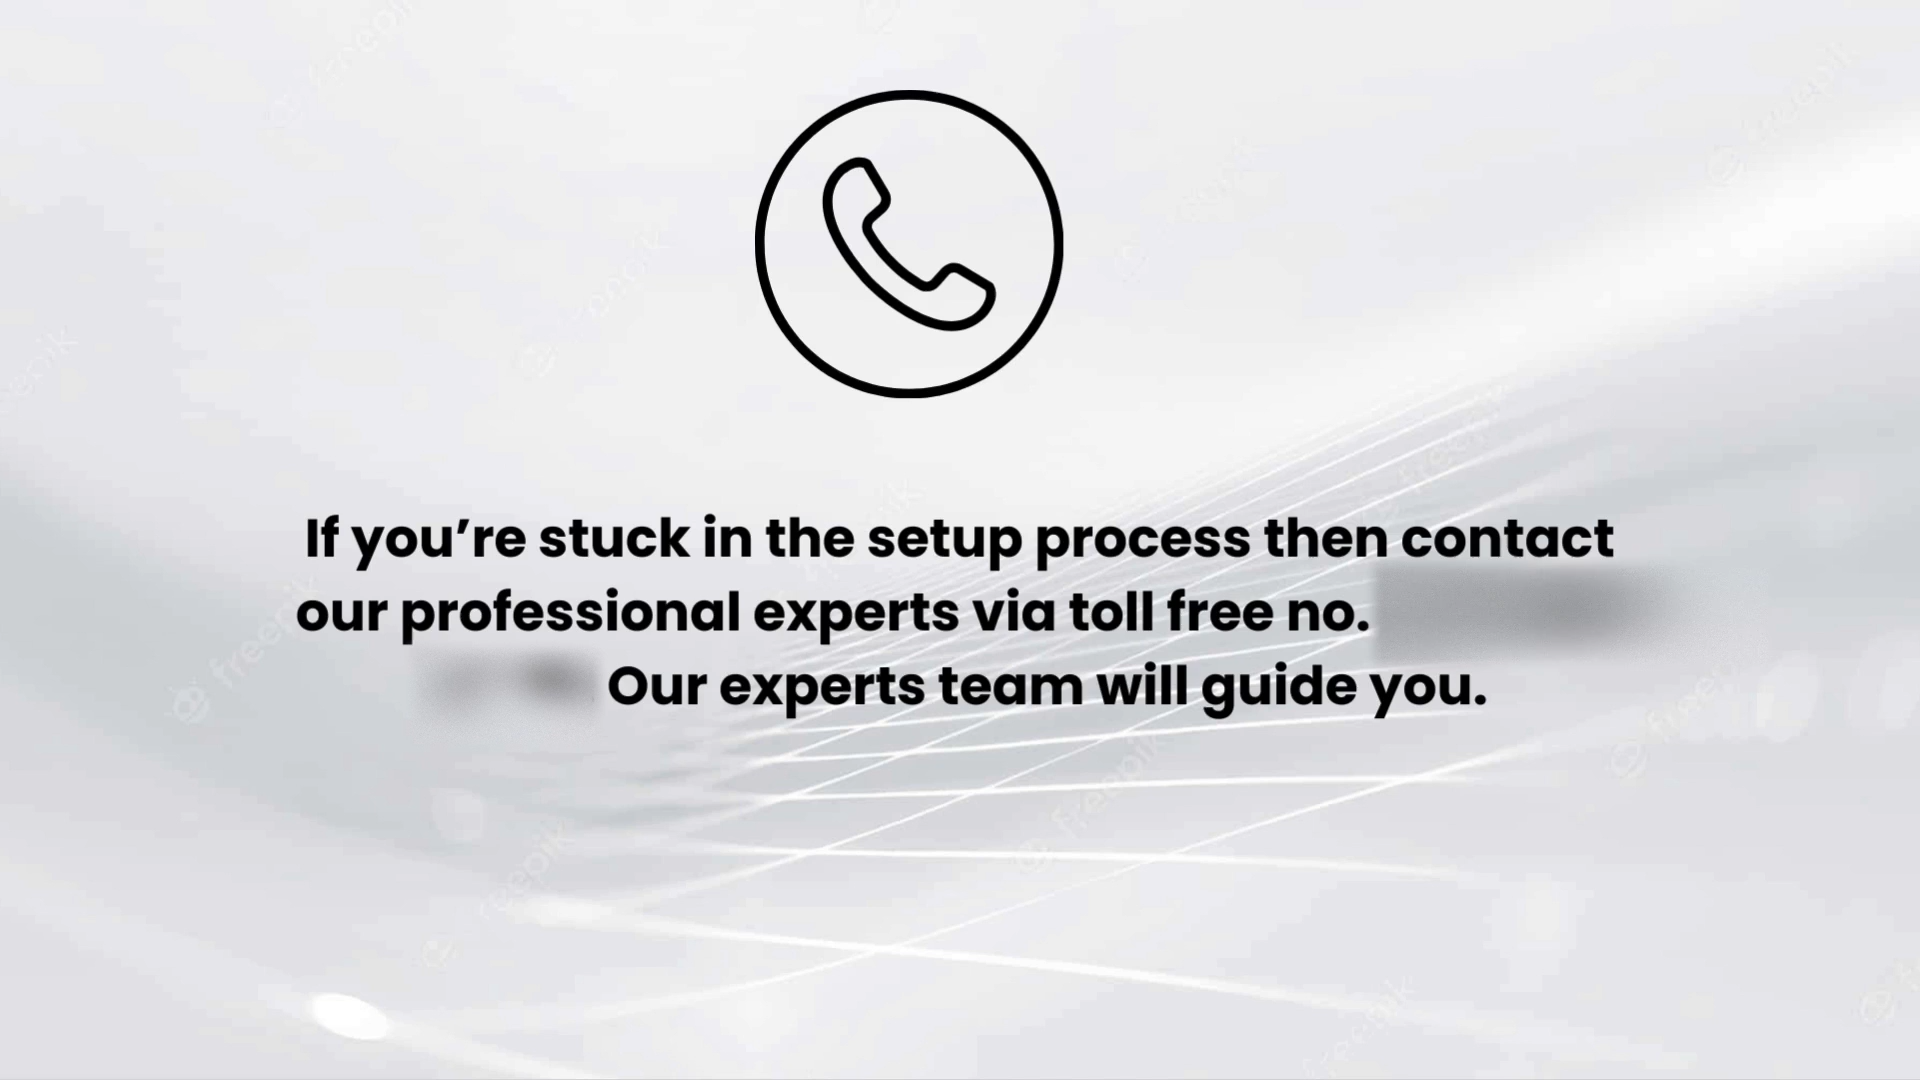 If you’re stuck in the setup process then contact
our professional experts via toll free no.
Our experts team will guide you.